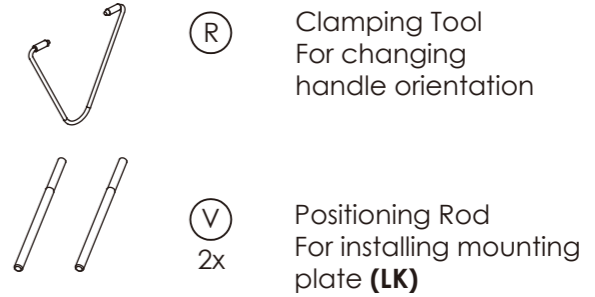 R
Clamping Tool
For changing
handle orientation
V
2x
Positioning Rod
For installing mounting
plate (LK)